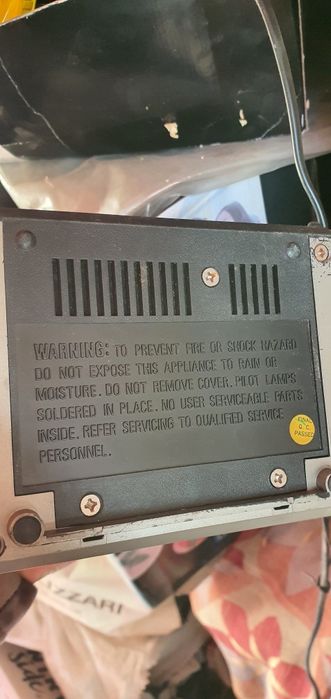 WARNING: TO PREVENT FIRE OR SHOCK HAZARD
DO NOT EXPOSE THIS APPLIANCE TO RAIN OR
MOISTURE. DO NOT REMOVE COVER. PILOT LAMPS
SOLDERED IN PLACE. NO USER SERVICEABLE PARTS
INSIDE. REFER SERVICING TO QUALIFIED SERVICE
PERSONNEL.
Q C
PASSED
IZZARI